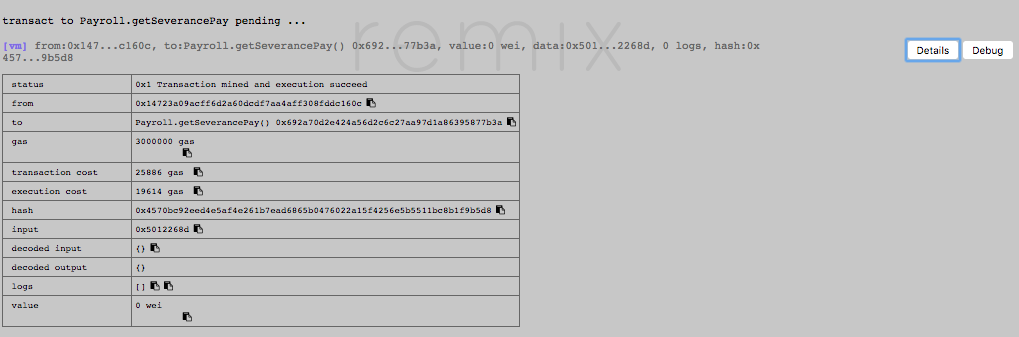 remix
transact to Payroll.getSeverancePay pending ...
[vm] from:0x147...c160c, to:Payroll.getSeverancePay() 0x692...77b3a, value:0 wei, data:0x501...2268d, 0 logs, hash:0x
457...9b5d8
Details
Debug
status 0x1 Transaction mined and execution succeed
from 0x14723a09acff6d2a60dcdf7aa4aff308fddc160c
to Payroll.getSeverancePay() 0x692a70d2e424a56d2c6c27aa97d1a86395877b3a
gas 3000000 gas
transaction cost 25886 gas
execution cost 19614 gas
hash 0x4570bc92eed4e5af4e261b7ead6865b0476022a15f4256e5b5511bc8b1f9b5d8
input 0x5012268d
decoded input {}
decoded output {}
logs []
value 0 wei